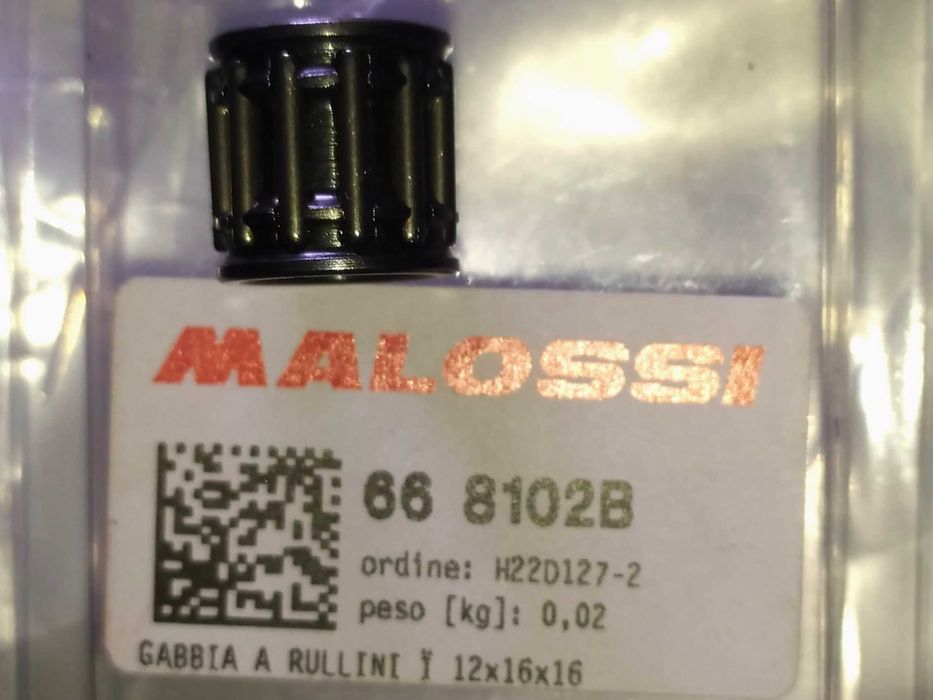 MALOSSI
66 8102B
ordine: H22D127-2
peso [kg]: 0,02
GABBIA A RULLINI Ÿ 12x16x16